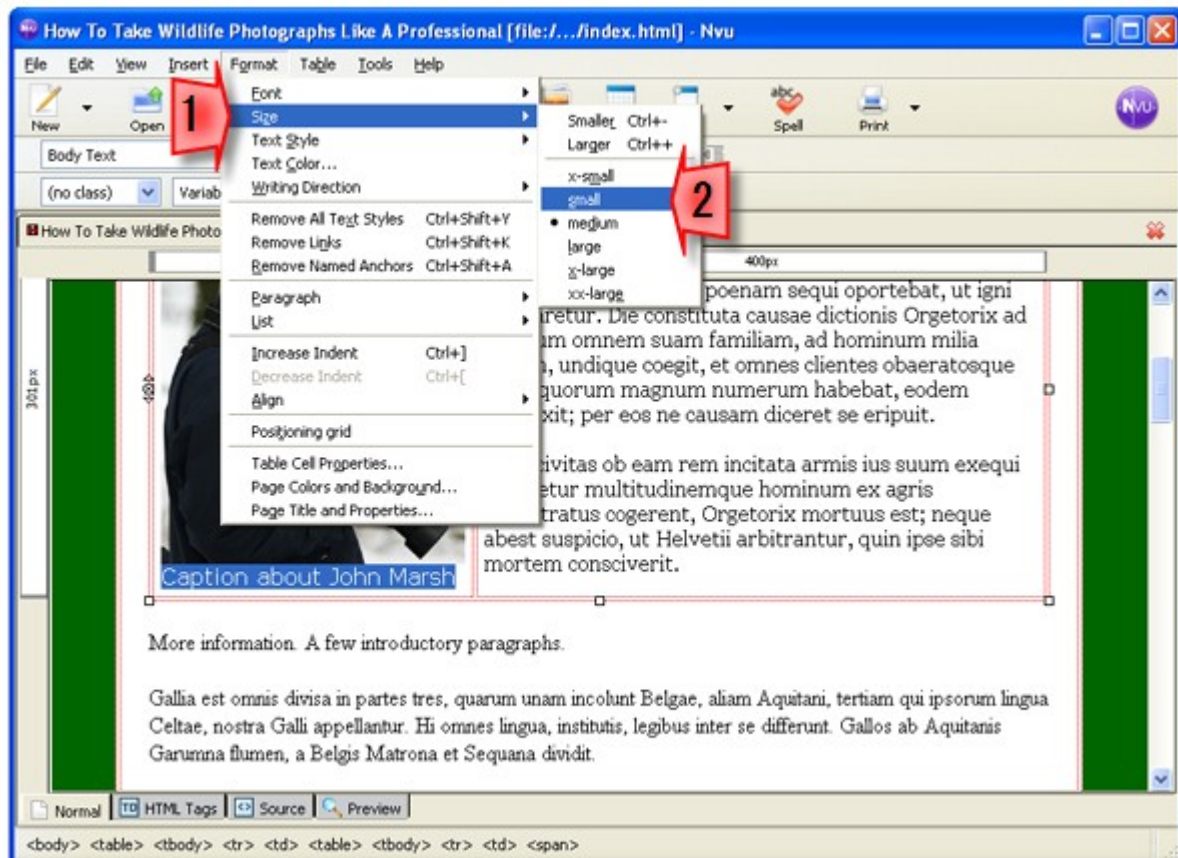 How To Take Wildlife Photographs Like A Professional [file:/.../index.html] - Nvu
File Edit View Insert Format Table Tools Help
New Open Spell Print Nvu
Body Text
(no class) Variab
How To Take Wildlife Photo
1
Font
Size
Text Style
Text Color...
Writing Direction
Remove All Text Styles Ctrl+Shift+Y
Remove Links Ctrl+Shift+K
Remove Named Anchors Ctrl+Shift+A
Paragraph
List
Increase Indent Ctrl+]
Decrease Indent Ctrl+[
Align
Positioning grid
Table Cell Properties...
Page Colors and Background...
Page Title and Properties...
Smaller Ctrl+-
Larger Ctrl++
x-small
small
medium
large
x-large
xx-large
2
400px
301px
poenam sequi oportebat, ut igni
retur. Die constituta causae dictionis Orgetorix ad
m omnem suam familiam, ad hominum milia
, undique coegit, et omnes clientes obaeratosque
quorum magnum numerum habebat, eodem
xit; per eos ne causam diceret se eripuit.
civitas ob eam rem incitata armis ius suum exequi
etur multitudinemque hominum ex agris
tratus cogerent, Orgetorix mortuus est; neque
abest suspicio, ut Helvetii arbitrantur, quin ipse sibi
mortem consciverit.
Caption about John Marsh
More information. A few introductory paragraphs.
Gallia est omnis divisa in partes tres, quarum unam incolunt Belgae, aliam Aquitani, tertiam qui ipsorum lingua
Celtae, nostra Galli appellantur. Hi omnes lingua, institutis, legibus inter se differunt. Gallos ab Aquitanis
Garumna flumen, a Belgis Matrona et Sequana dividit.
Normal HTML Tags Source Preview
<body> <table> <tbody> <tr> <td> <table> <tbody> <tr> <td> <span>